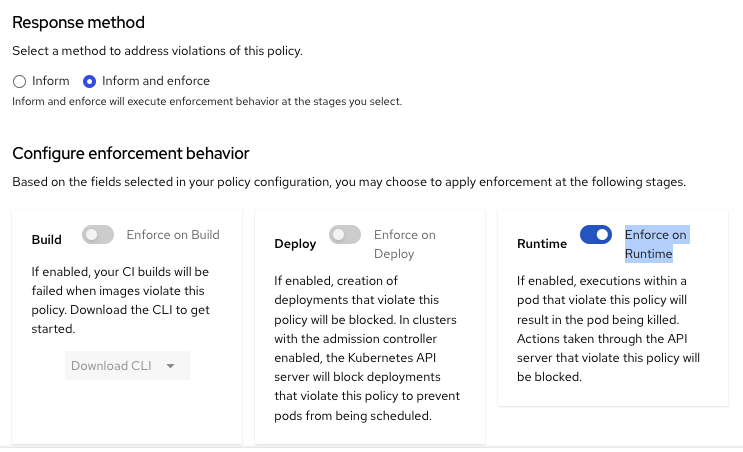 Response method
Select a method to address violations of this policy.
Inform
Inform and enforce
Inform and enforce will execute enforcement behavior at the stages you select.
Configure enforcement behavior
Based on the fields selected in your policy configuration, you may choose to apply enforcement at the following stages.
Build
Enforce on Build
If enabled, your CI builds will be
failed when images violate this
policy. Download the CLI to get
started.
Download CLI
Deploy
Enforce on
Deploy
If enabled, creation of
deployments that violate this
policy will be blocked. In clusters
with the admission controller
enabled, the Kubernetes API
server will block deployments
that violate this policy to prevent
pods from being scheduled.
Runtime
Enforce on
Runtime
If enabled, executions within a
pod that violate this policy will
result in the pod being killed.
Actions taken through the API
server that violate this policy will
be blocked.